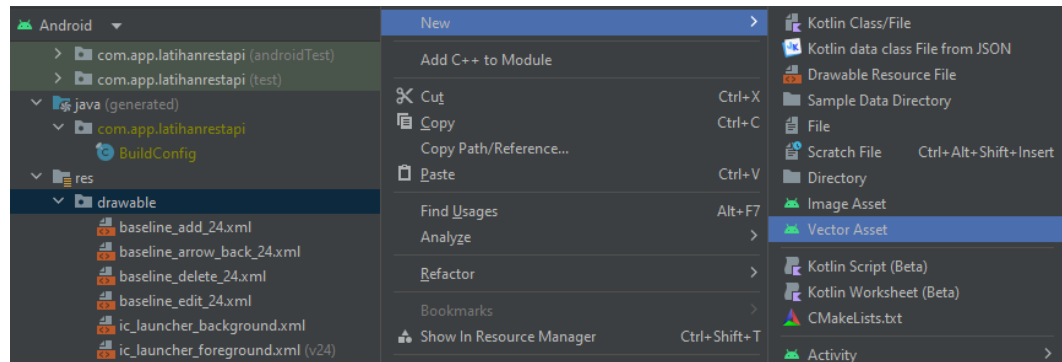 Android
com.app.latihanrestapi (androidTest)
com.app.latihanrestapi (test)
java (generated)
com.app.latihanrestapi
BuildConfig
res
drawable
baseline_add_24.xml
baseline_arrow_back_24.xml
baseline_delete_24.xml
baseline_edit_24.xml
ic_launcher_background.xml
ic_launcher_foreground.xml (v24)
New
Add C++ to Module
Cut Ctrl+X
Copy Ctrl+C
Copy Path/Reference...
Paste Ctrl+V
Find Usages Alt+F7
Analyze
Refactor
Bookmarks
Show In Resource Manager Ctrl+Shift+T
Kotlin Class/File
Kotlin data class File from JSON
Drawable Resource File
Sample Data Directory
File
Scratch File Ctrl+Alt+Shift+Insert
Directory
Image Asset
Vector Asset
Kotlin Script (Beta)
Kotlin Worksheet (Beta)
CMakeLists.txt
Activity